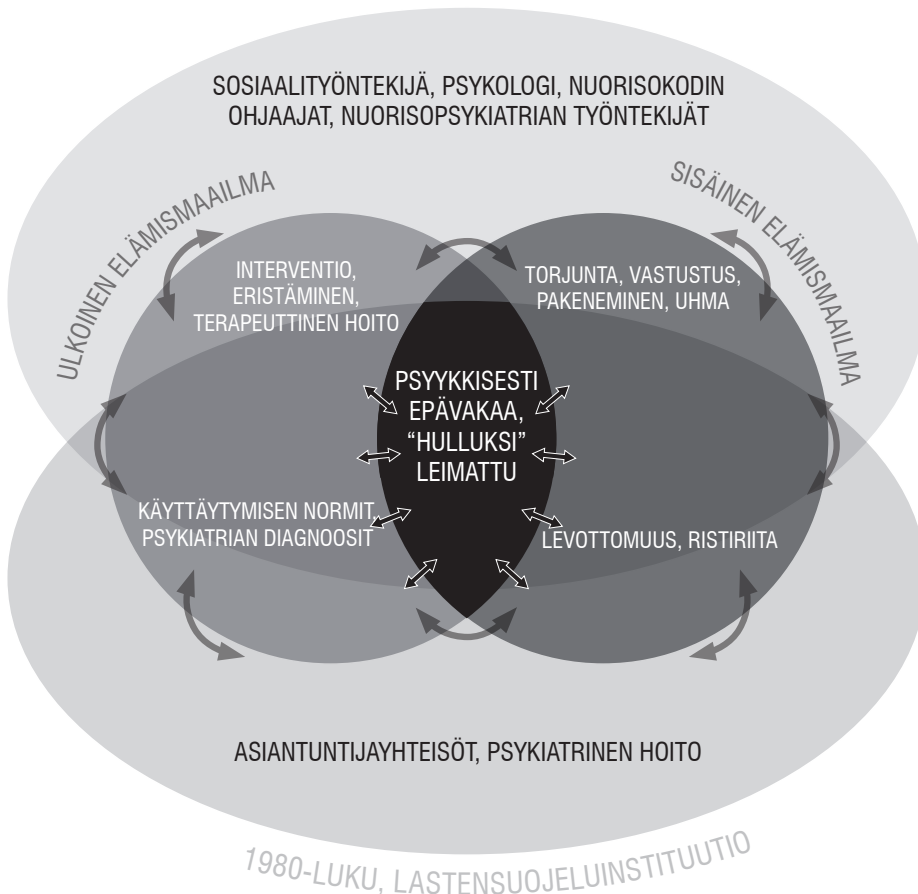 SOSIAALITYÖNTEKIJÄ, PSYKOLOGI, NUORISOKODIN
OHJAAJAT, NUORISOPSYKIATRIAN TYÖNTEKIJÄT
ULKOINEN ELÄMISMAAILMA
SISÄINEN ELÄMISMAAILMA
INTERVENTIO,
ERISTÄMINEN,
TERAPEUTTINEN HOITO
TORJUNTA, VASTUSTUS,
PAKENEMINEN, UHMA
PSYYKKISESTI
EPÄVAKAA,
“HULLUKSI”
LEIMATTU
KÄYTTÄYTYMISEN NORMIT,
PSYKIATRIAN DIAGNOOSIT
LEVOTTOMUUS, RISTIRIITA
ASIANTUNTIJAYHTEISÖT, PSYKIATRINEN HOITO
1980-LUKU, LASTENSUOJELUINSTITUUTIO